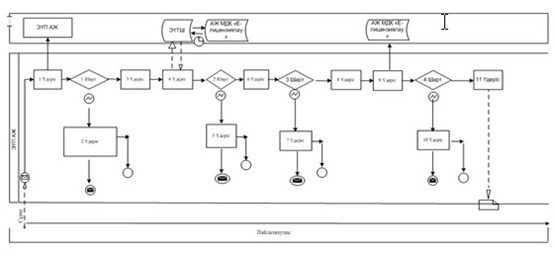 ЭҮП АЖ
ЭҮТШ
АЖ МДҚ «Е-лицензиялау»
АЖ МДҚ «Е-лицензиялау»
1 Үдеріс
1 Шарт
3 Үдеріс
4 Үдеріс
2 Шарт
6 Үдеріс
3 Шарт
8 Үдеріс
9 Үдеріс
4 Шарт
11 Үдеріс
ЭҮП АЖ
2 Үдеріс
5 Үдеріс
7 Үдеріс
10 Үдеріс
Пайдаланушы